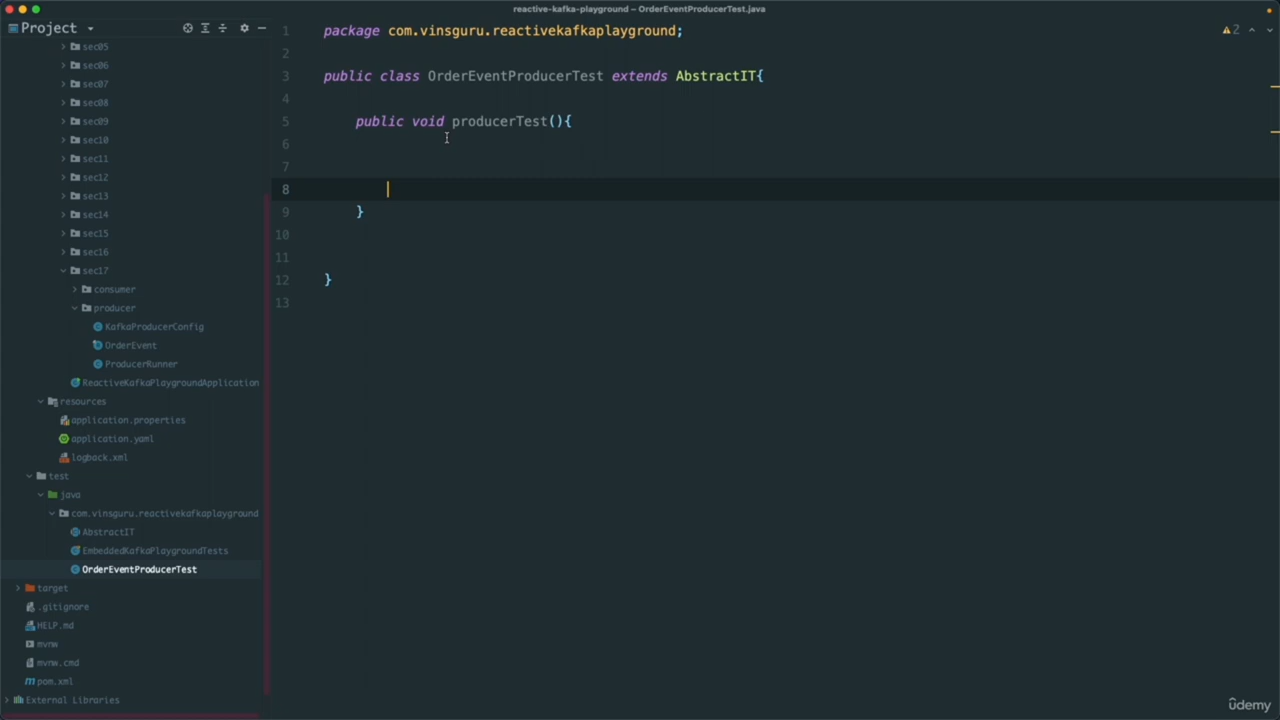 reactive-kafka-playground – OrderEventProducerTest.java
Project
sec05
sec06
sec07
sec08
sec09
sec10
sec11
sec12
sec13
sec14
sec15
sec16
sec17
consumer
producer
KafkaProducerConfig
OrderEvent
ProducerRunner
ReactiveKafkaPlaygroundApplication
resources
application.properties
application.yaml
logback.xml
test
java
com.vinsguru.reactivekafkaplayground
AbstractIT
EmbeddedKafkaPlaygroundTests
OrderEventProducerTest
target
.gitignore
HELP.md
mvnw
mvnw.cmd
pom.xml
External Libraries
1 package com.vinsguru.reactivekafkaplayground;
2
3 public class OrderEventProducerTest extends AbstractIT{
4
5 public void producerTest(){
6
7
8
9 }
10
11
12 }
13
2
ûdemy